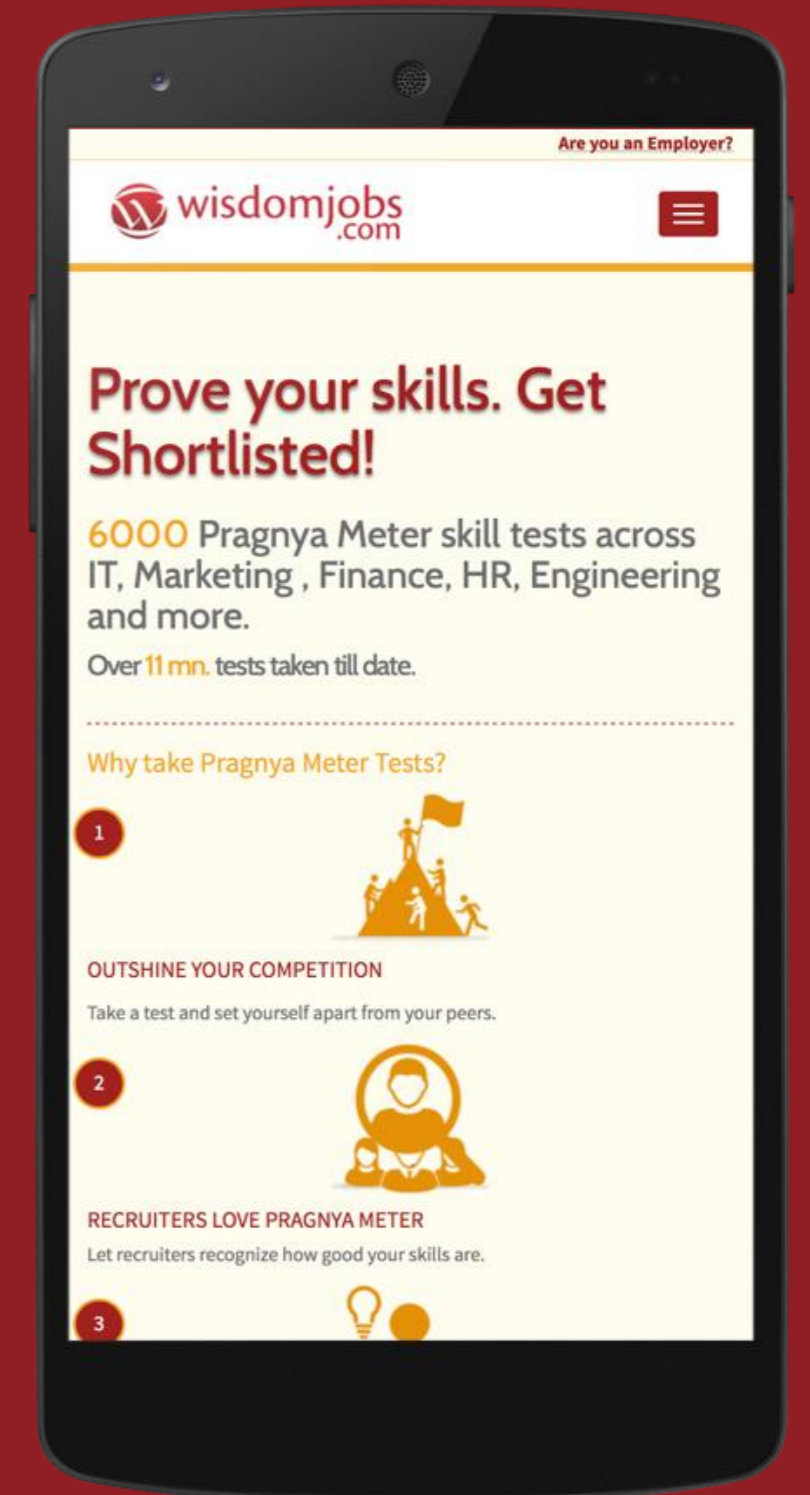 Are you an Employer?
wisdomjobs
.com
Prove your skills. Get
Shortlisted!
6000 Pragnya Meter skill tests across
IT, Marketing , Finance, HR, Engineering
and more.
Over 11 mn. tests taken till date.
Why take Pragnya Meter Tests?
1
OUTSHINE YOUR COMPETITION
Take a test and set yourself apart from your peers.
2
RECRUITERS LOVE PRAGNYA METER
Let recruiters recognize how good your skills are.
3